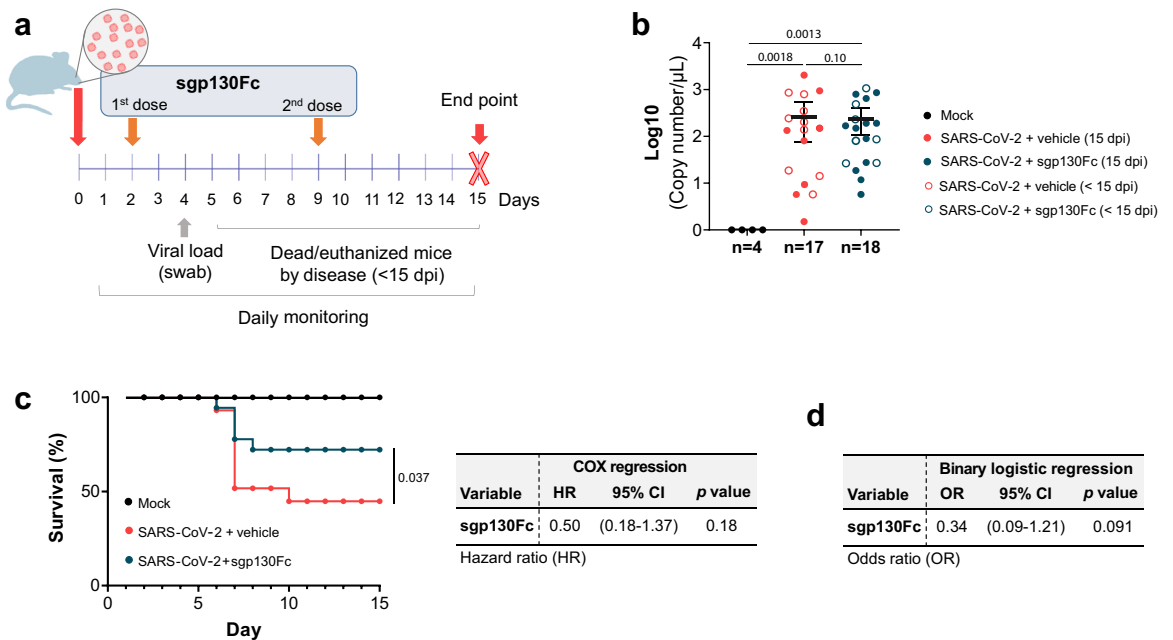 a
sgp130Fc
1st dose
2nd dose
End point
0 1 2 3 4 5 6 7 8 9 10 11 12 13 14 15 Days
Viral load
(swab)
Dead/euthanized mice
by disease (<15 dpi)
Daily monitoring
b
0.0013
0.0018
0.10
4
3
2
1
0
Log10
(Copy number/µL)
n=4
n=17
n=18
Mock
SARS-CoV-2 + vehicle (15 dpi)
SARS-CoV-2 + sgp130Fc (15 dpi)
SARS-CoV-2 + vehicle (< 15 dpi)
SARS-CoV-2 + sgp130Fc (< 15 dpi)
c
100
50
0
Survival (%)
Mock
SARS-CoV-2 + vehicle
SARS-CoV-2+sgp130Fc
0.037
0 5 10 15
Day
COX regression
Variable HR 95% CI p value
sgp130Fc 0.50 (0.18-1.37) 0.18
Hazard ratio (HR)
d
Binary logistic regression
Variable OR 95% CI p value
sgp130Fc 0.34 (0.09-1.21) 0.091
Odds ratio (OR)